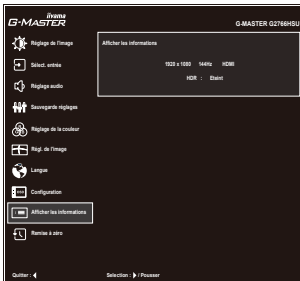 iiyama
G-MASTER
G-MASTER G2766HSU
Réglage de l'image
Afficher les informations
1920 x 1080 144Hz HDMI
HDR : Eteint
Sélect. entrée
Réglage audio
Sauvegarde réglages
Réglage de la couleur
Régl. de l'image
Langue
Configuration
Afficher les informations
Remise à zéro
Quitter :
Selection : / Pousser